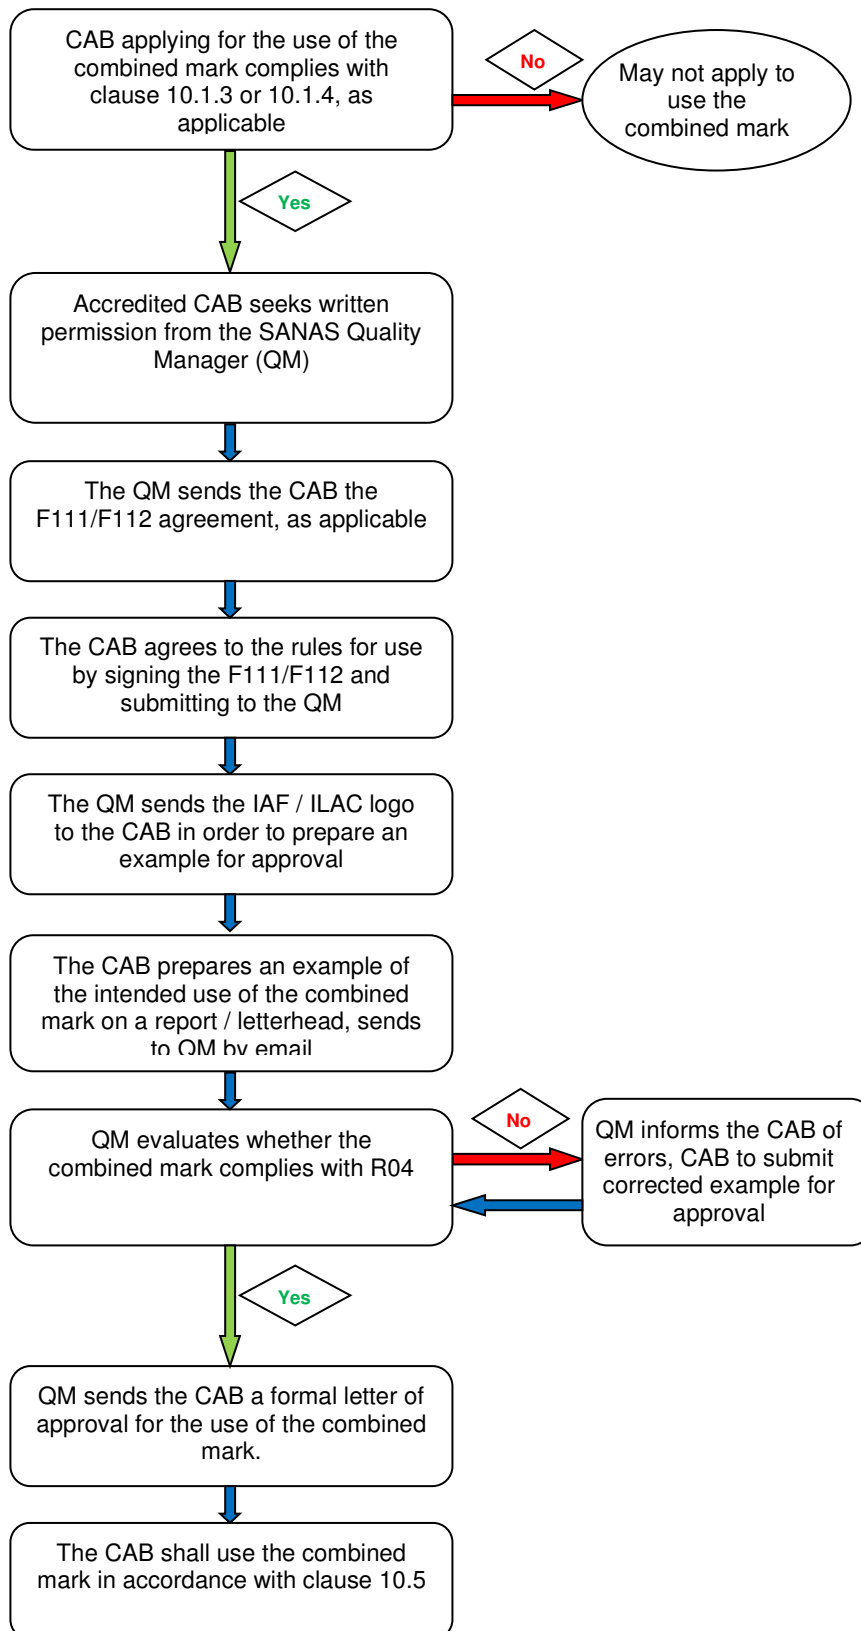 CAB applying for the use of the
combined mark complies with
clause 10.1.3 or 10.1.4, as
applicable
No
May not apply to
use the
combined mark
Yes
Accredited CAB seeks written
permission from the SANAS Quality
Manager (QM)
The QM sends the CAB the
F111/F112 agreement, as applicable
The CAB agrees to the rules for use
by signing the F111/F112 and
submitting to the QM
The QM sends the IAF / ILAC logo
to the CAB in order to prepare an
example for approval
The CAB prepares an example of
the intended use of the combined
mark on a report / letterhead, sends
to QM by email
QM evaluates whether the
combined mark complies with R04
No
QM informs the CAB of
errors, CAB to submit
corrected example for
approval
Yes
QM sends the CAB a formal letter of
approval for the use of the combined
mark.
The CAB shall use the combined
mark in accordance with clause 10.5